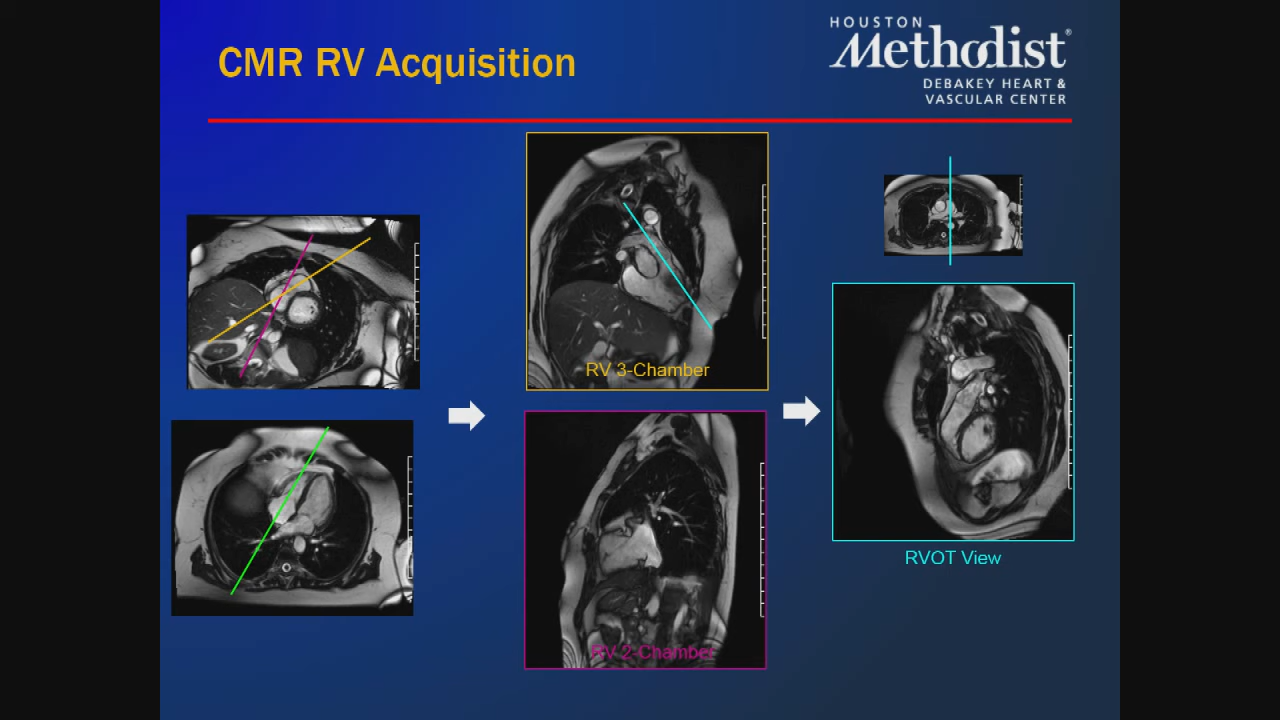 CMR RV Acquisition
HOUSTON
Methodist®
DEBAKEY HEART &
VASCULAR CENTER
RV 3-Chamber
RV 2-Chamber
RVOT View